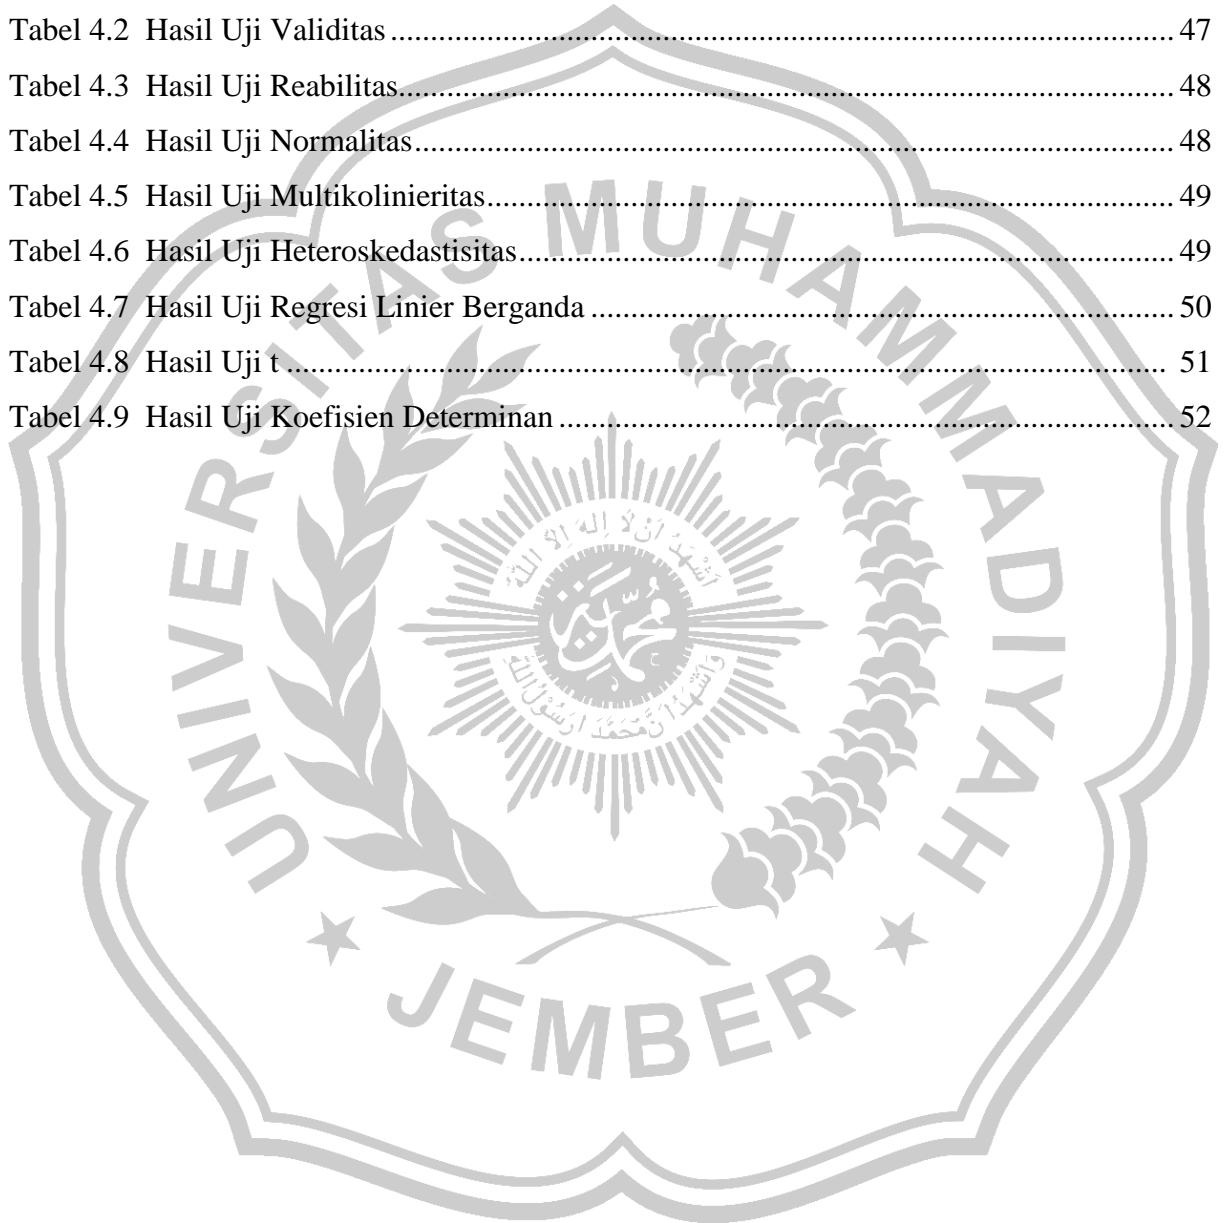 Tabel 4.2 Hasil Uji Validitas ........................................................................................................ 47
Tabel 4.3 Hasil Uji Reabilitas....................................................................................................... 48
Tabel 4.4 Hasil Uji Normalitas..................................................................................................... 48
Tabel 4.5 Hasil Uji Multikolinieritas............................................................................................ 49
Tabel 4.6 Hasil Uji Heteroskedastisitas........................................................................................ 49
Tabel 4.7 Hasil Uji Regresi Linier Berganda ............................................................................... 50
Tabel 4.8 Hasil Uji t ..................................................................................................................... 51
Tabel 4.9 Hasil Uji Koefisien Determinan ................................................................................... 52
UNIVERSITAS MUHAMMADIYAH
JEMBER